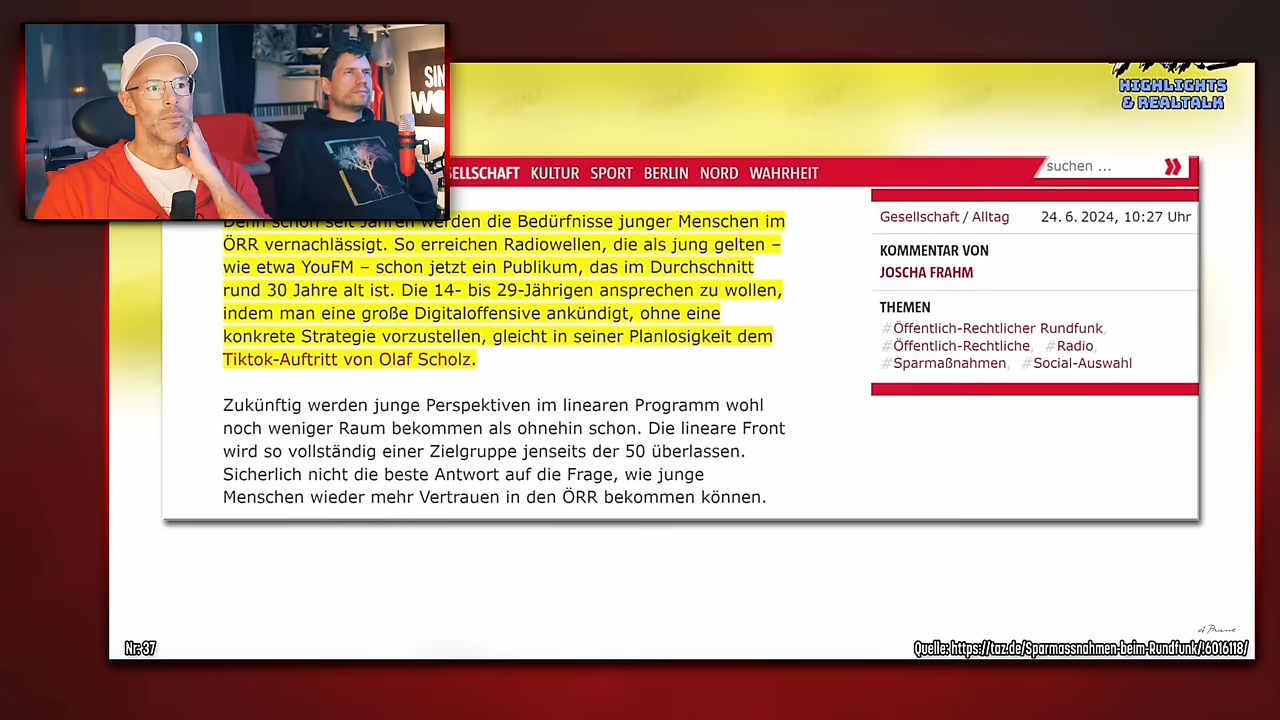 SIN
WO
HIGHLIGHTS
& REALTALK
SELLSCHAFT KULTUR SPORT BERLIN NORD WAHRHEIT
suchen ...
Denn schon seit Jahren werden die Bedürfnisse junger Menschen im
ÖRR vernachlässigt. So erreichen Radiowellen, die als jung gelten –
wie etwa YouFM – schon jetzt ein Publikum, das im Durchschnitt
rund 30 Jahre alt ist. Die 14- bis 29-Jährigen ansprechen zu wollen,
indem man eine große Digitaloffensive ankündigt, ohne eine
konkrete Strategie vorzustellen, gleicht in seiner Planlosigkeit dem
Tiktok-Auftritt von Olaf Scholz.
Zukünftig werden junge Perspektiven im linearen Programm wohl
noch weniger Raum bekommen als ohnehin schon. Die lineare Front
wird so vollständig einer Zielgruppe jenseits der 50 überlassen.
Sicherlich nicht die beste Antwort auf die Frage, wie junge
Menschen wieder mehr Vertrauen in den ÖRR bekommen können.
Gesellschaft / Alltag 24. 6. 2024, 10:27 Uhr
KOMMENTAR VON
JOSCHA FRAHM
THEMEN
#Öffentlich-Rechtlicher Rundfunk,
#Öffentlich-Rechtliche, #Radio,
#Sparmaßnahmen, #Social-Auswahl
Nr: 37
Quelle: https://taz.de/Sparmassnahmen-beim-Rundfunk/!6016118/